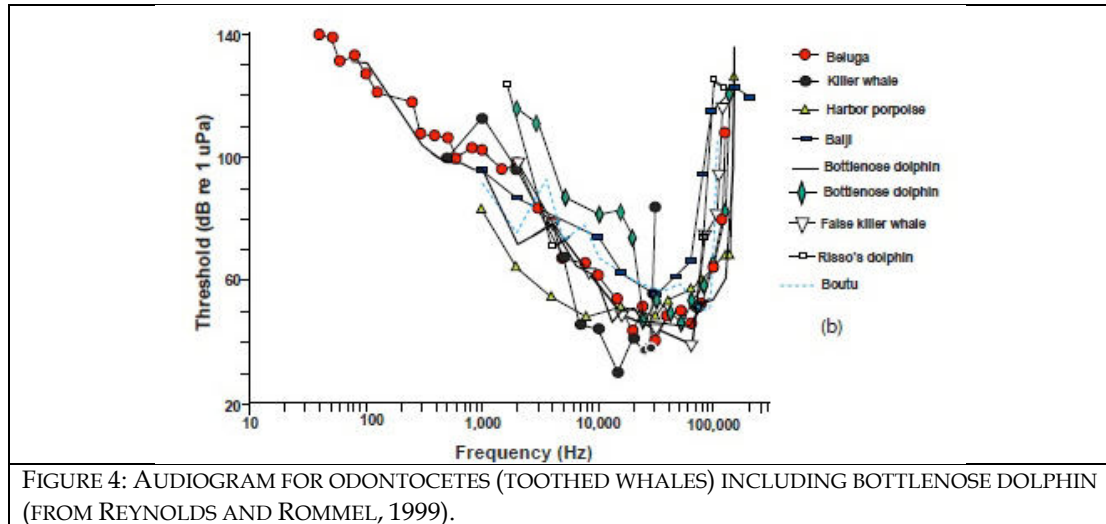 140
100
60
20
Threshold (dB re 1 uPa)
10
100
1,000
10,000
100,000
Frequency (Hz)
Beluga
Killer whale
Harbor porpoise
Baiji
Bottlenose dolphin
Bottlenose dolphin
False killer whale
Risso's dolphin
Boutu
(b)
FIGURE 4: AUDIOGRAM FOR ODONTOCETES (TOOTHED WHALES) INCLUDING BOTTLENOSE DOLPHIN
(FROM REYNOLDS AND ROMMEL, 1999).